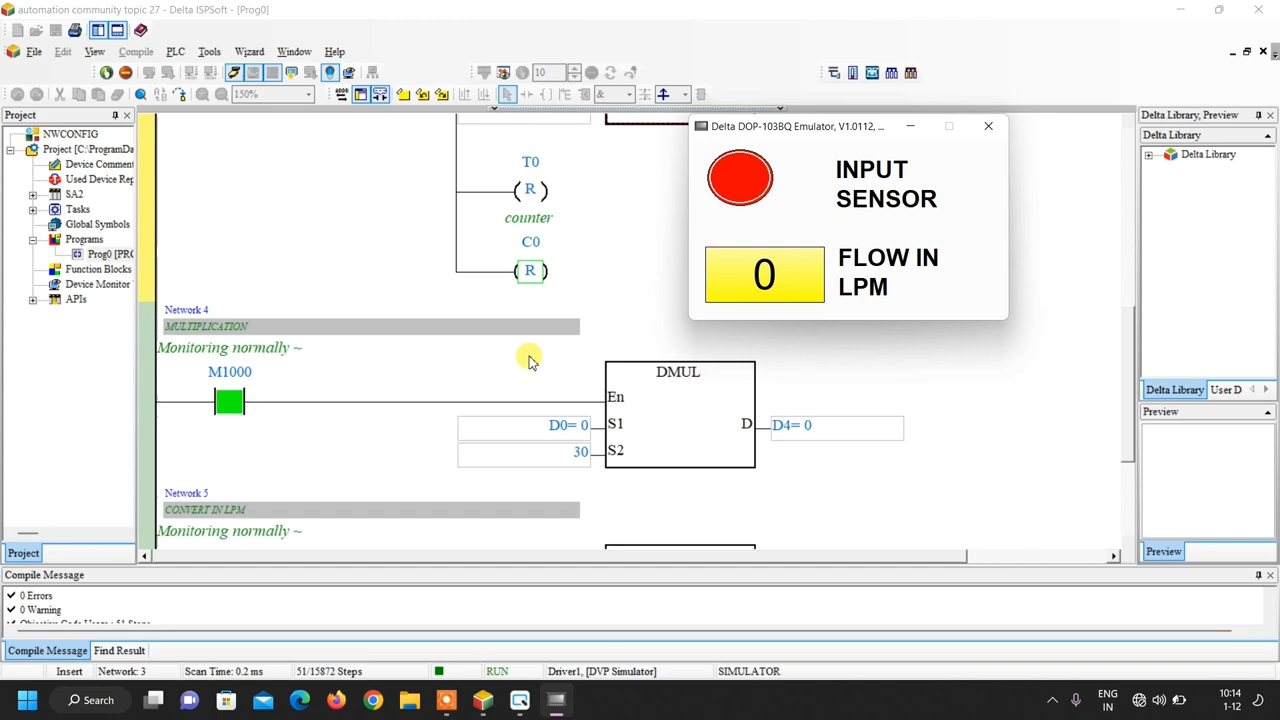 automation community topic 27 - Delta ISPSoft - [Prog0]
File Edit View Compile PLC Tools Wizard Window Help
10
150%
&
Project
NWCONFIG
Project [C:\ProgramDa
Device Comment
Used Device Rep
SA2
Tasks
Global Symbols
Programs
Prog0 [PRC
Function Blocks
Device Monitor
APIs
Project
T0
R
counter
C0
R
Network 4
MULTIPLICATION
Monitoring normally ~
M1000
DMUL
En
D0= 0 S1 D D4= 0
30 S2
Network 5
CONVERT IN LPM
Monitoring normally ~
Delta DOP-103BQ Emulator, V1.0112, ...
INPUT
SENSOR
0
FLOW IN
LPM
Delta Library, Preview
Delta Library
Delta Library
Delta Library User D
Preview
Preview
Compile Message
0 Errors
0 Warning
Compile Message Find Result
Insert Network: 3 Scan Time: 0.2 ms 51/15872 Steps RUN Driver1, [DVP Simulator] SIMULATOR
Search
ENG
IN
10:14
1-12